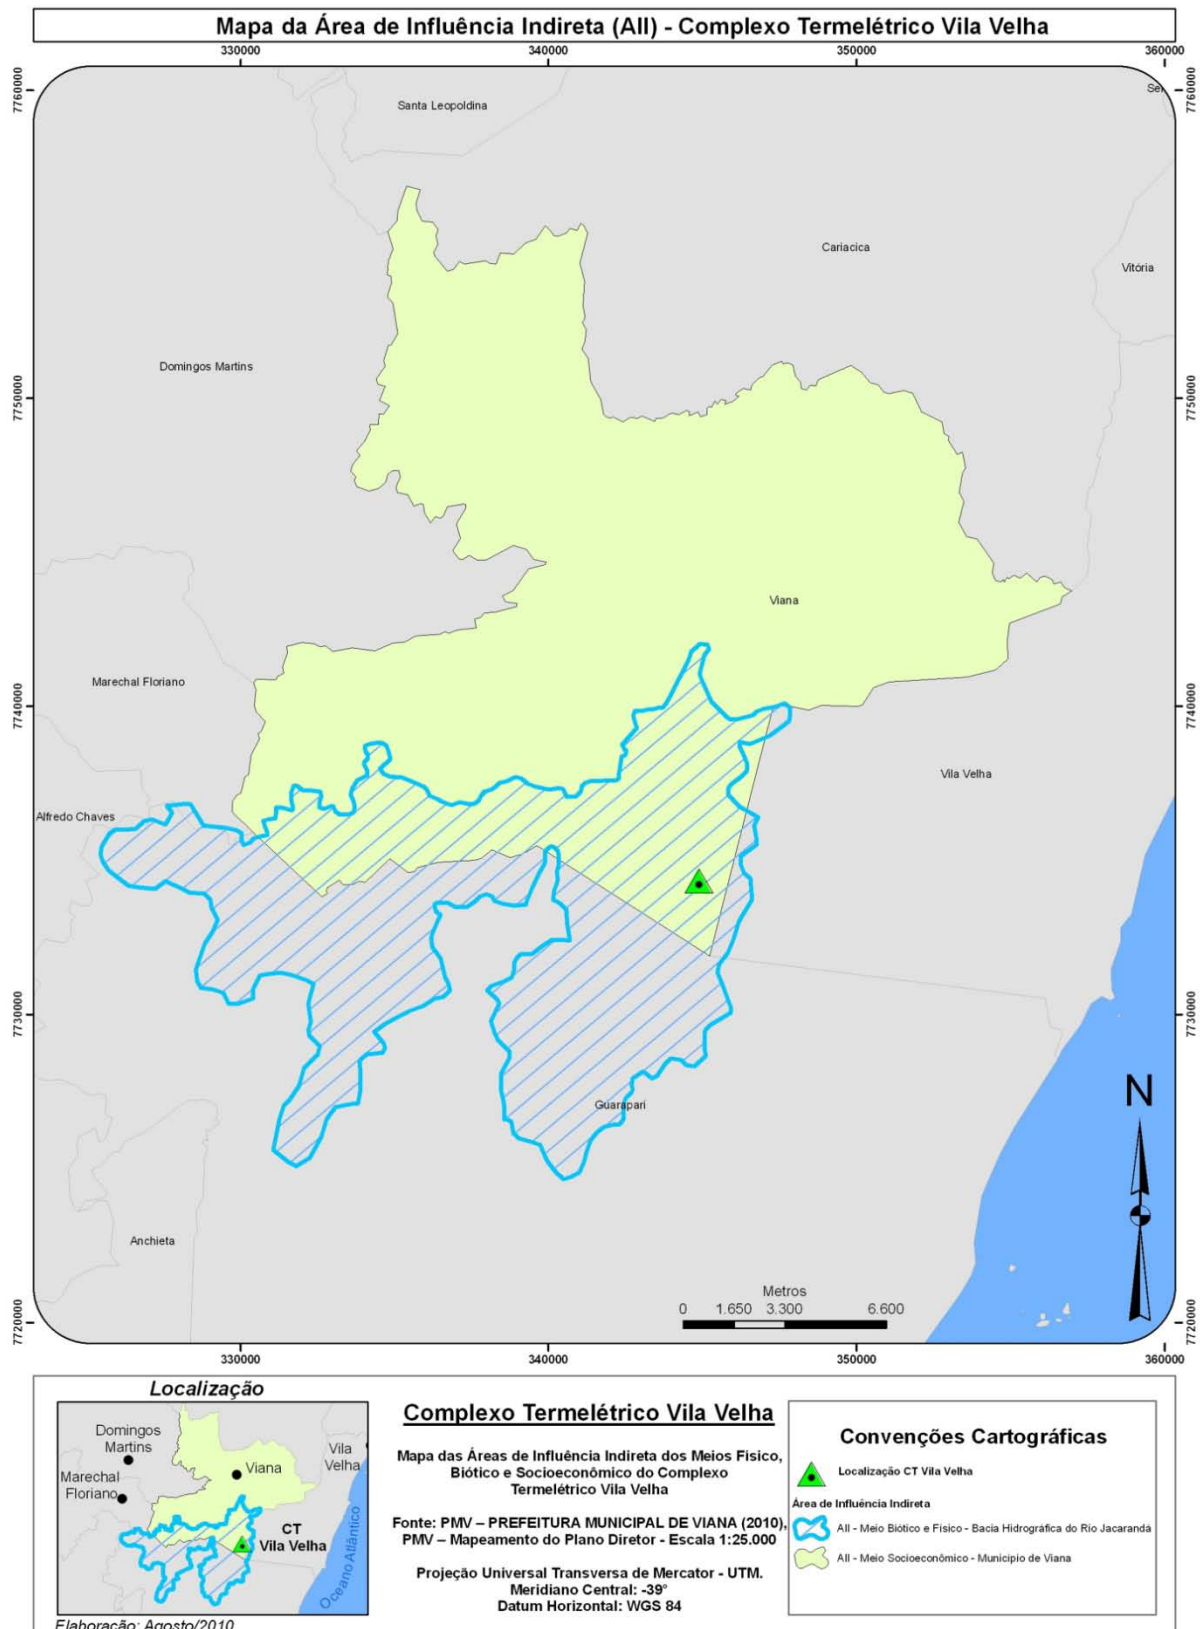 Mapa da Área de Influência Indireta (AII) - Complexo Termelétrico Vila Velha
330000 340000 350000 360000
7760000 7760000
Santa Leopoldina
Cariacica
Vitória
Domingos Martins
7750000 7750000
Viana
Marechal Floriano
7740000 7740000
Vila Velha
Alfredo Chaves
7730000 7730000
Guarapari
N
Anchieta
Metros
0 1.650 3.300 6.600
7720000 7720000
330000 340000 350000 360000
Localização
Domingos
Martins
Marechal
Floriano
Viana
Vila
Velha
CT
Vila Velha
Oceano Atlântico
Elaboração: Agosto/2010
Complexo Termelétrico Vila Velha
Mapa das Áreas de Influência Indireta dos Meios Físico,
Biótico e Socioeconômico do Complexo
Termelétrico Vila Velha
Fonte: PMV – PREFEITURA MUNICIPAL DE VIANA (2010),
PMV – Mapeamento do Plano Diretor - Escala 1:25.000
Projeção Universal Transversa de Mercator - UTM.
Meridiano Central: -39°
Datum Horizontal: WGS 84
Convenções Cartográficas
Localização CT Vila Velha
Área de Influência Indireta
AII - Meio Biótico e Físico - Bacia Hidrográfica do Rio Jacarandá
AII - Meio Socioeconômico - Município de Viana